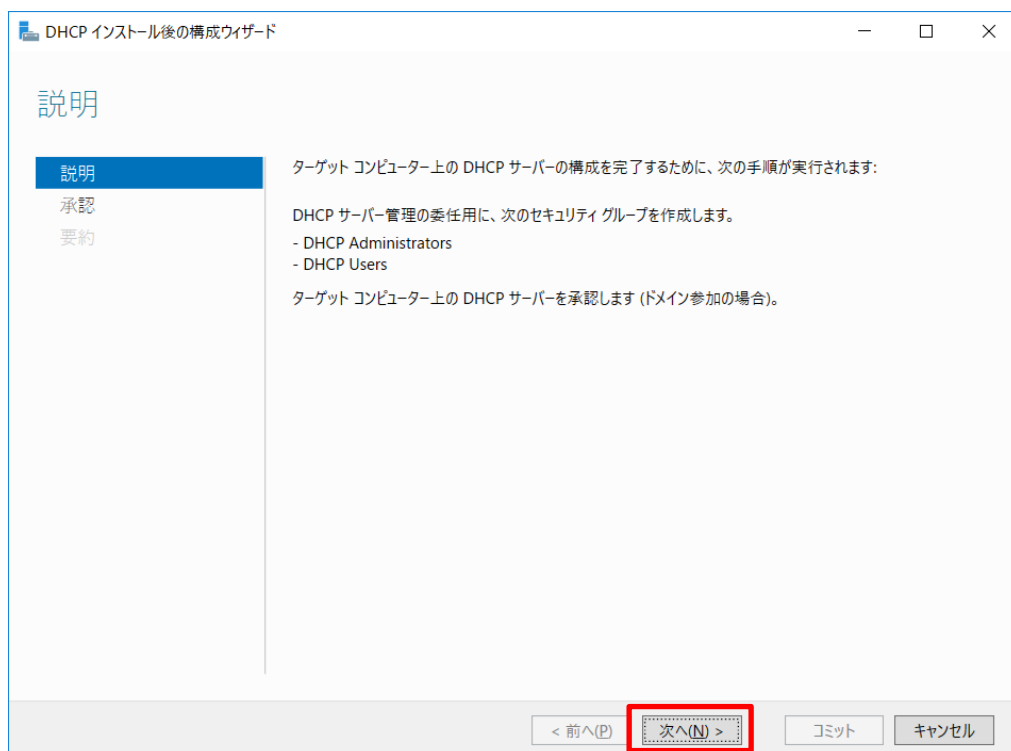 DHCP インストール後の構成ウィザード
説明
説明
承認
要約
ターゲット コンピューター上の DHCP サーバーの構成を完了するために、次の手順が実行されます:
DHCP サーバー管理の委任用に、次のセキュリティ グループを作成します。
- DHCP Administrators
- DHCP Users
ターゲット コンピューター上の DHCP サーバーを承認します (ドメイン参加の場合)。
< 前へ(P)
次へ(N) >
コミット
キャンセル